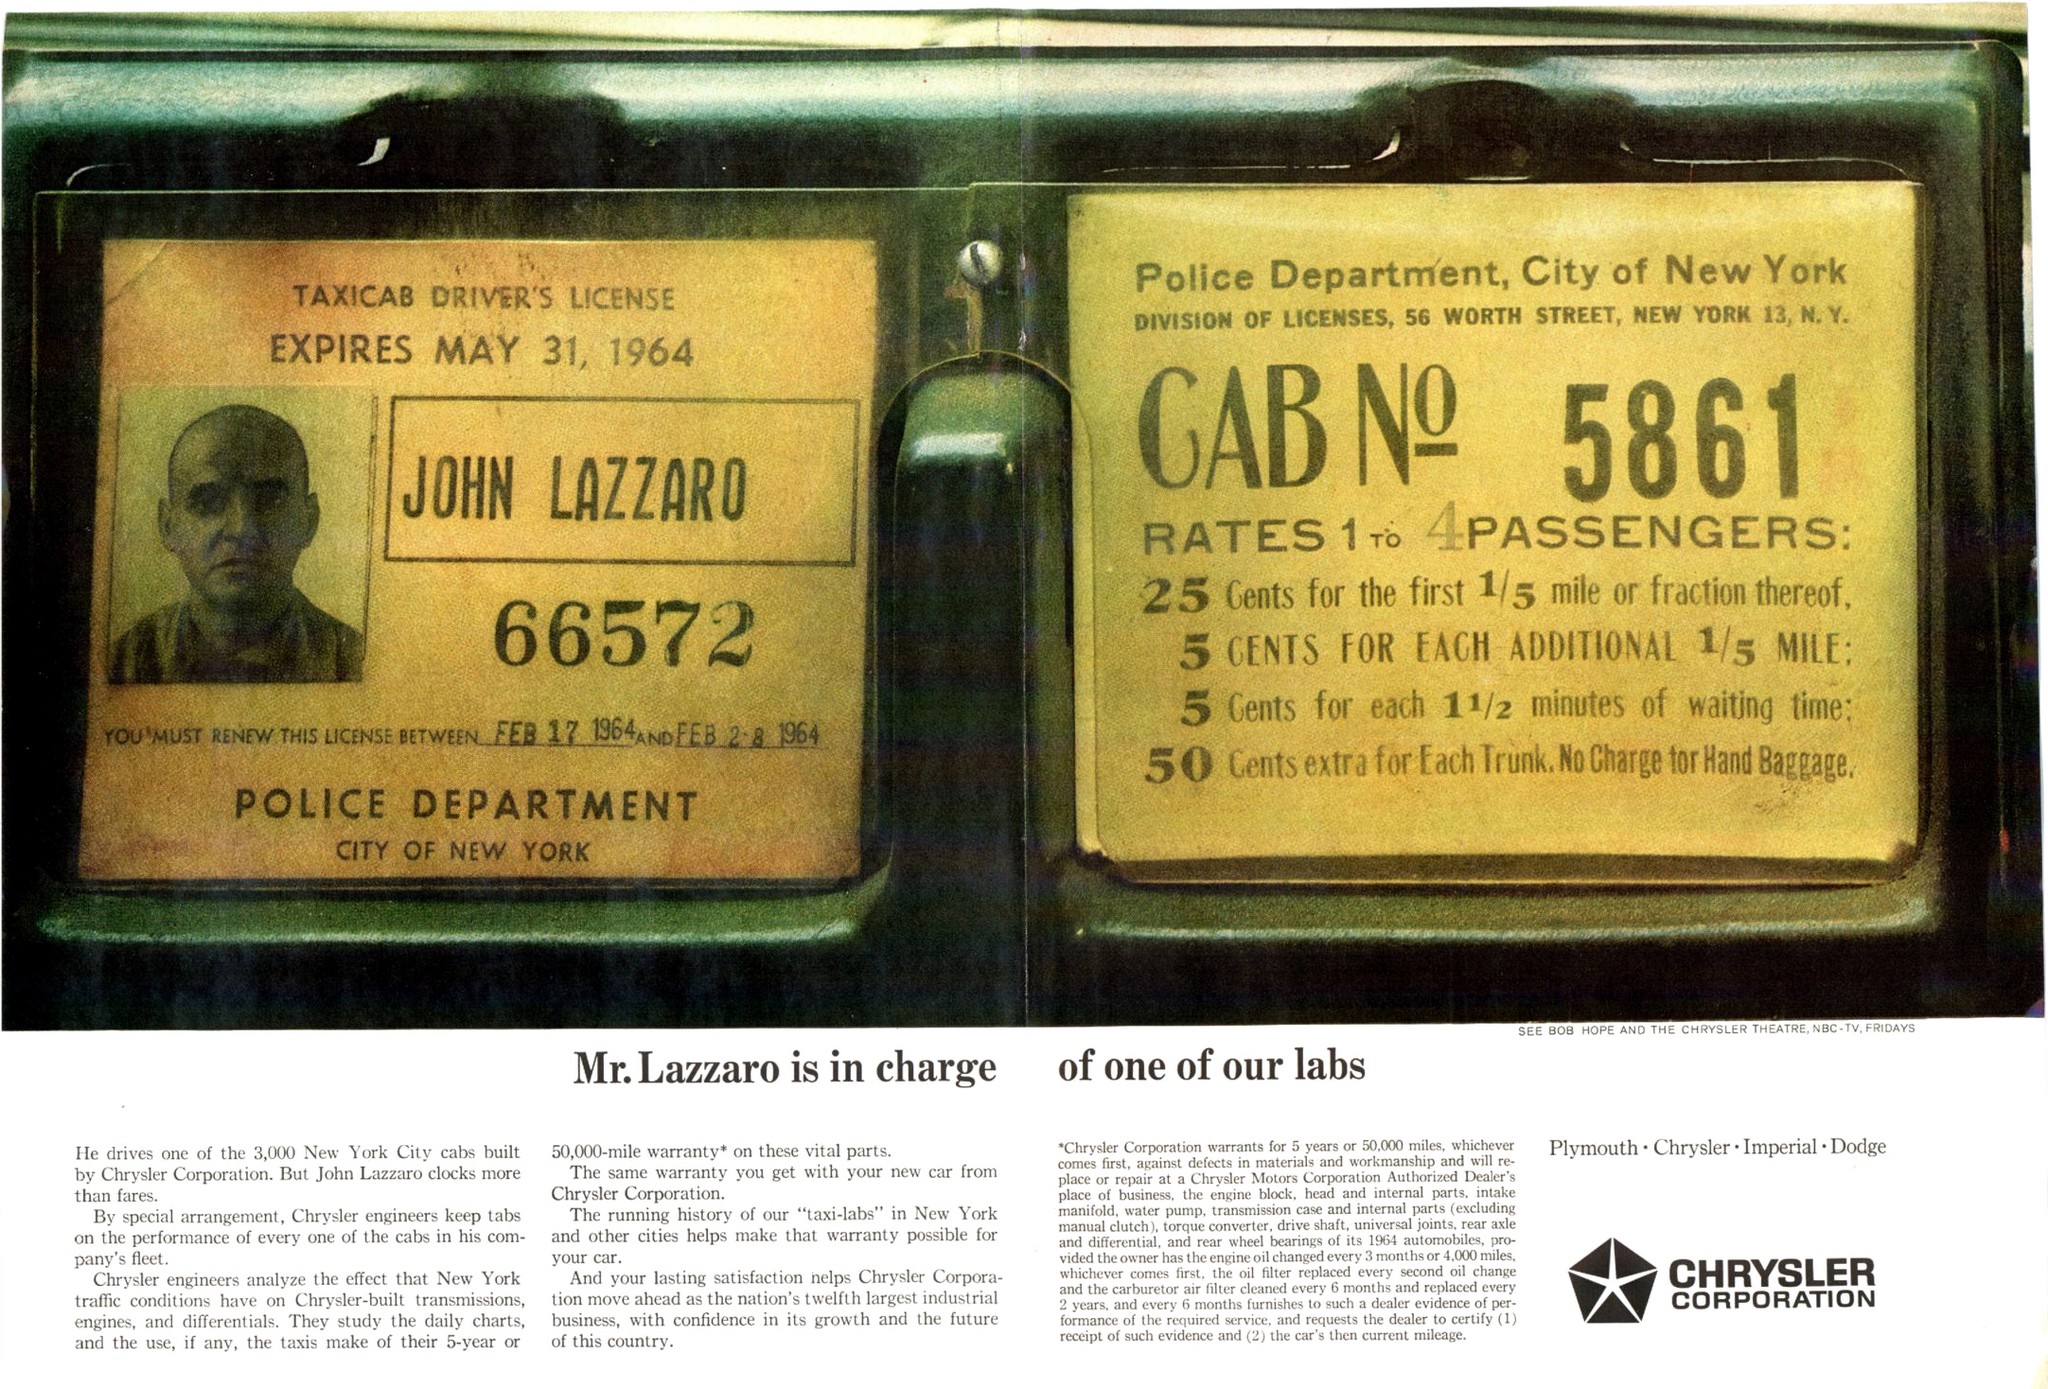 TAXICAB DRIVER'S LICENSE
EXPIRES MAY 31, 1964
JOHN LAZZARO
66572
YOU MUST RENEW THIS LICENSE BETWEEN FEB 17 1964 AND FEB 2-8 1964
POLICE DEPARTMENT
CITY OF NEW YORK
Police Department, City of New York
DIVISION OF LICENSES, 56 WORTH STREET, NEW YORK 13, N. Y.
CAB No 5861
RATES 1 TO 4 PASSENGERS:
25 Cents for the first 1/5 mile or fraction thereof,
5 CENTS FOR EACH ADDITIONAL 1/5 MILE;
5 Cents for each 1 1/2 minutes of waiting time;
50 Cents extra for Each Trunk. No Charge for Hand Baggage.
SEE BOB HOPE AND THE CHRYSLER THEATRE, NBC-TV, FRIDAYS
Mr. Lazzaro is in charge of one of our labs
He drives one of the 3,000 New York City cabs built
by Chrysler Corporation. But John Lazzaro clocks more
than fares.
By special arrangement, Chrysler engineers keep tabs
on the performance of every one of the cabs in his com-
pany's fleet.
Chrysler engineers analyze the effect that New York
traffic conditions have on Chrysler-built transmissions,
engines, and differentials. They study the daily charts,
and the use, if any, the taxis make of their 5-year or
50,000-mile warranty* on these vital parts.
The same warranty you get with your new car from
Chrysler Corporation.
The running history of our "taxi-labs" in New York
and other cities helps make that warranty possible for
your car.
And your lasting satisfaction helps Chrysler Corpora-
tion move ahead as the nation's twelfth largest industrial
business, with confidence in its growth and the future
of this country.
*Chrysler Corporation warrants for 5 years or 50,000 miles, whichever
comes first, against defects in materials and workmanship and will re-
place or repair at a Chrysler Motors Corporation Authorized Dealer's
place of business, the engine block, head and internal parts, intake
manifold, water pump, transmission case and internal parts (excluding
manual clutch), torque converter, drive shaft, universal joints, rear axle
and differential, and rear wheel bearings of its 1964 automobiles, pro-
vided the owner has the engine oil changed every 3 months or 4,000 miles,
whichever comes first, the oil filter replaced every second oil change
and the carburetor air filter cleaned every 6 months and replaced every
2 years, and every 6 months furnishes to such a dealer evidence of per-
formance of the required service, and requests the dealer to certify (1)
receipt of such evidence and (2) the car's then current mileage.
Plymouth · Chrysler · Imperial · Dodge
CHRYSLER
CORPORATION